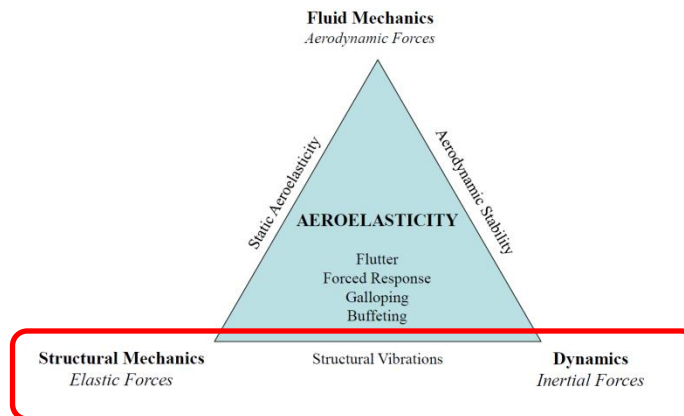 Fluid Mechanics
Aerodynamic Forces
Static Aeroelasticity
Aerodynamic Stability
AEROELASTICITY
Flutter
Forced Response
Galloping
Buffeting
Structural Mechanics
Elastic Forces
Structural Vibrations
Dynamics
Inertial Forces